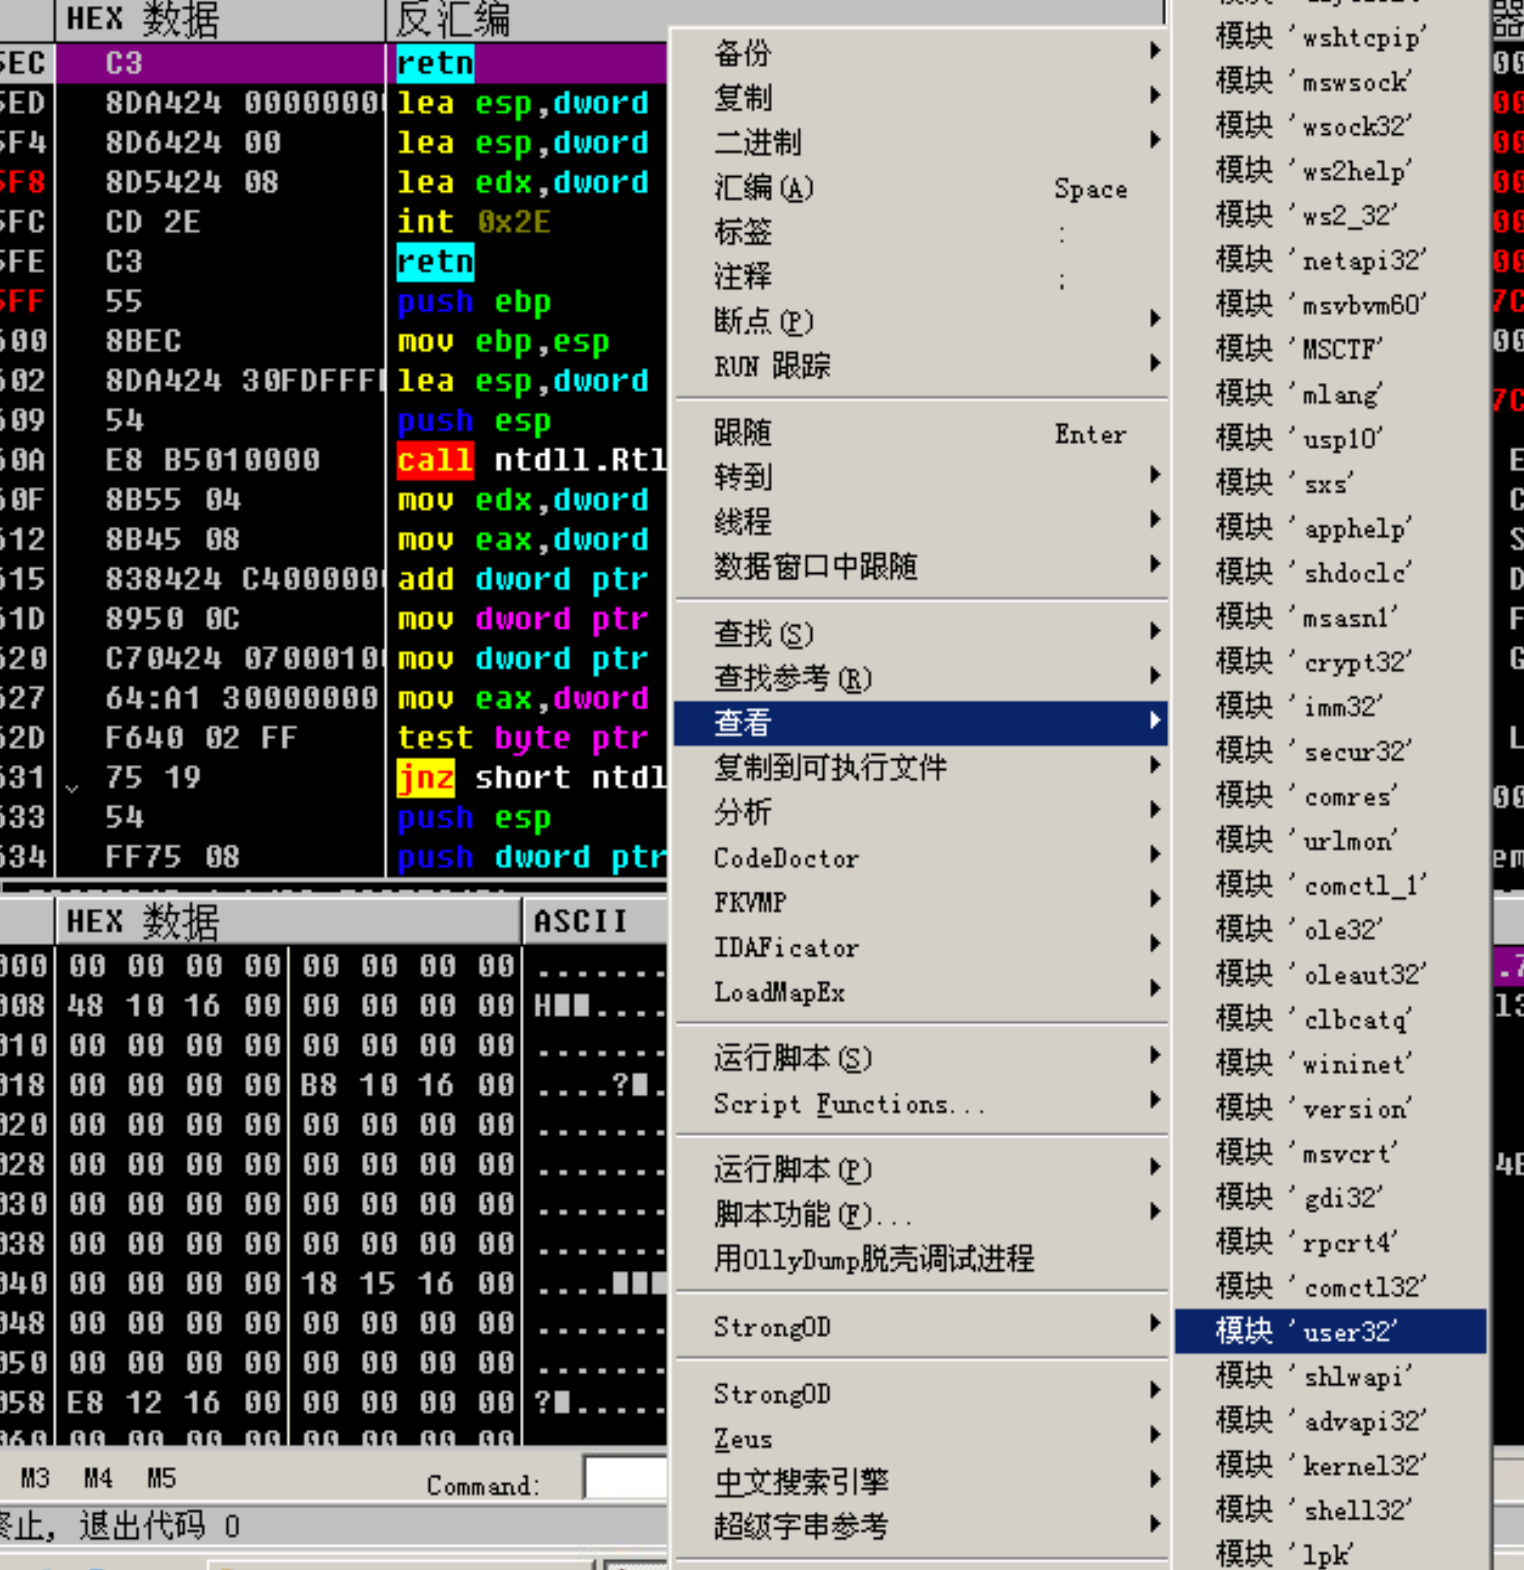 HEX 数据 反汇编
5EC C3 retn
5ED 8DA424 00000000 lea esp,dword
5F4 8D6424 00 lea esp,dword
5F8 8D5424 08 lea edx,dword
5FC CD 2E int 0x2E
5FE C3 retn
5FF 55 push ebp
600 8BEC mov ebp,esp
602 8DA424 30FDFFF lea esp,dword
609 54 push esp
60A E8 B5010000 call ntdll.Rtl
60F 8B55 04 mov edx,dword
612 8B45 08 mov eax,dword
615 838424 C400000 add dword ptr
61D 8950 0C mov dword ptr
620 C70424 0700010 mov dword ptr
627 64:A1 30000000 mov eax,dword
62D F640 02 FF test byte ptr
631 75 19 jnz short ntdl
633 54 push esp
634 FF75 08 push dword ptr
HEX 数据 ASCII
000 00 00 00 00 00 00 00 00 .......
008 48 10 16 00 00 00 00 00 H....
010 00 00 00 00 00 00 00 00 .......
018 00 00 00 00 B8 10 16 00 ....?.
020 00 00 00 00 00 00 00 00 .......
028 00 00 00 00 00 00 00 00 .......
030 00 00 00 00 00 00 00 00 .......
038 00 00 00 00 00 00 00 00 .......
040 00 00 00 00 18 15 16 00 ....
048 00 00 00 00 00 00 00 00 .......
050 00 00 00 00 00 00 00 00 .......
058 E8 12 16 00 00 00 00 00 ?.....
060 00 00 00 00 00 00 00 00
M3 M4 M5 Command:
终止, 退出代码 0
备份
复制
二进制
汇编(A) Space
标签 :
注释 ;
断点(P)
RUN 跟踪
跟随 Enter
转到
线程
数据窗口中跟随
查找(S)
查找参考(R)
查看
复制到可执行文件
分析
CodeDoctor
FKVMP
IDAFicator
LoadMapEx
运行脚本(S)
Script Functions...
运行脚本(P)
脚本功能(F)...
用OllyDump脱壳调试进程
StrongOD
StrongOD
Zeus
中文搜索引擎
超级字串参考
模块 'wshtcpip'
模块 'mswsock'
模块 'wsock32'
模块 'ws2help'
模块 'ws2_32'
模块 'netapi32'
模块 'msvbvm60'
模块 'MSCTF'
模块 'mlang'
模块 'usp10'
模块 'sxs'
模块 'apphelp'
模块 'shdoclc'
模块 'msasn1'
模块 'crypt32'
模块 'imm32'
模块 'secur32'
模块 'comres'
模块 'urlmon'
模块 'comctl_1'
模块 'ole32'
模块 'oleaut32'
模块 'clbcatq'
模块 'wininet'
模块 'version'
模块 'msvcrt'
模块 'gdi32'
模块 'rpcrt4'
模块 'comctl32'
模块 'user32'
模块 'shlwapi'
模块 'advapi32'
模块 'kernel32'
模块 'shell32'
模块 'lpk'